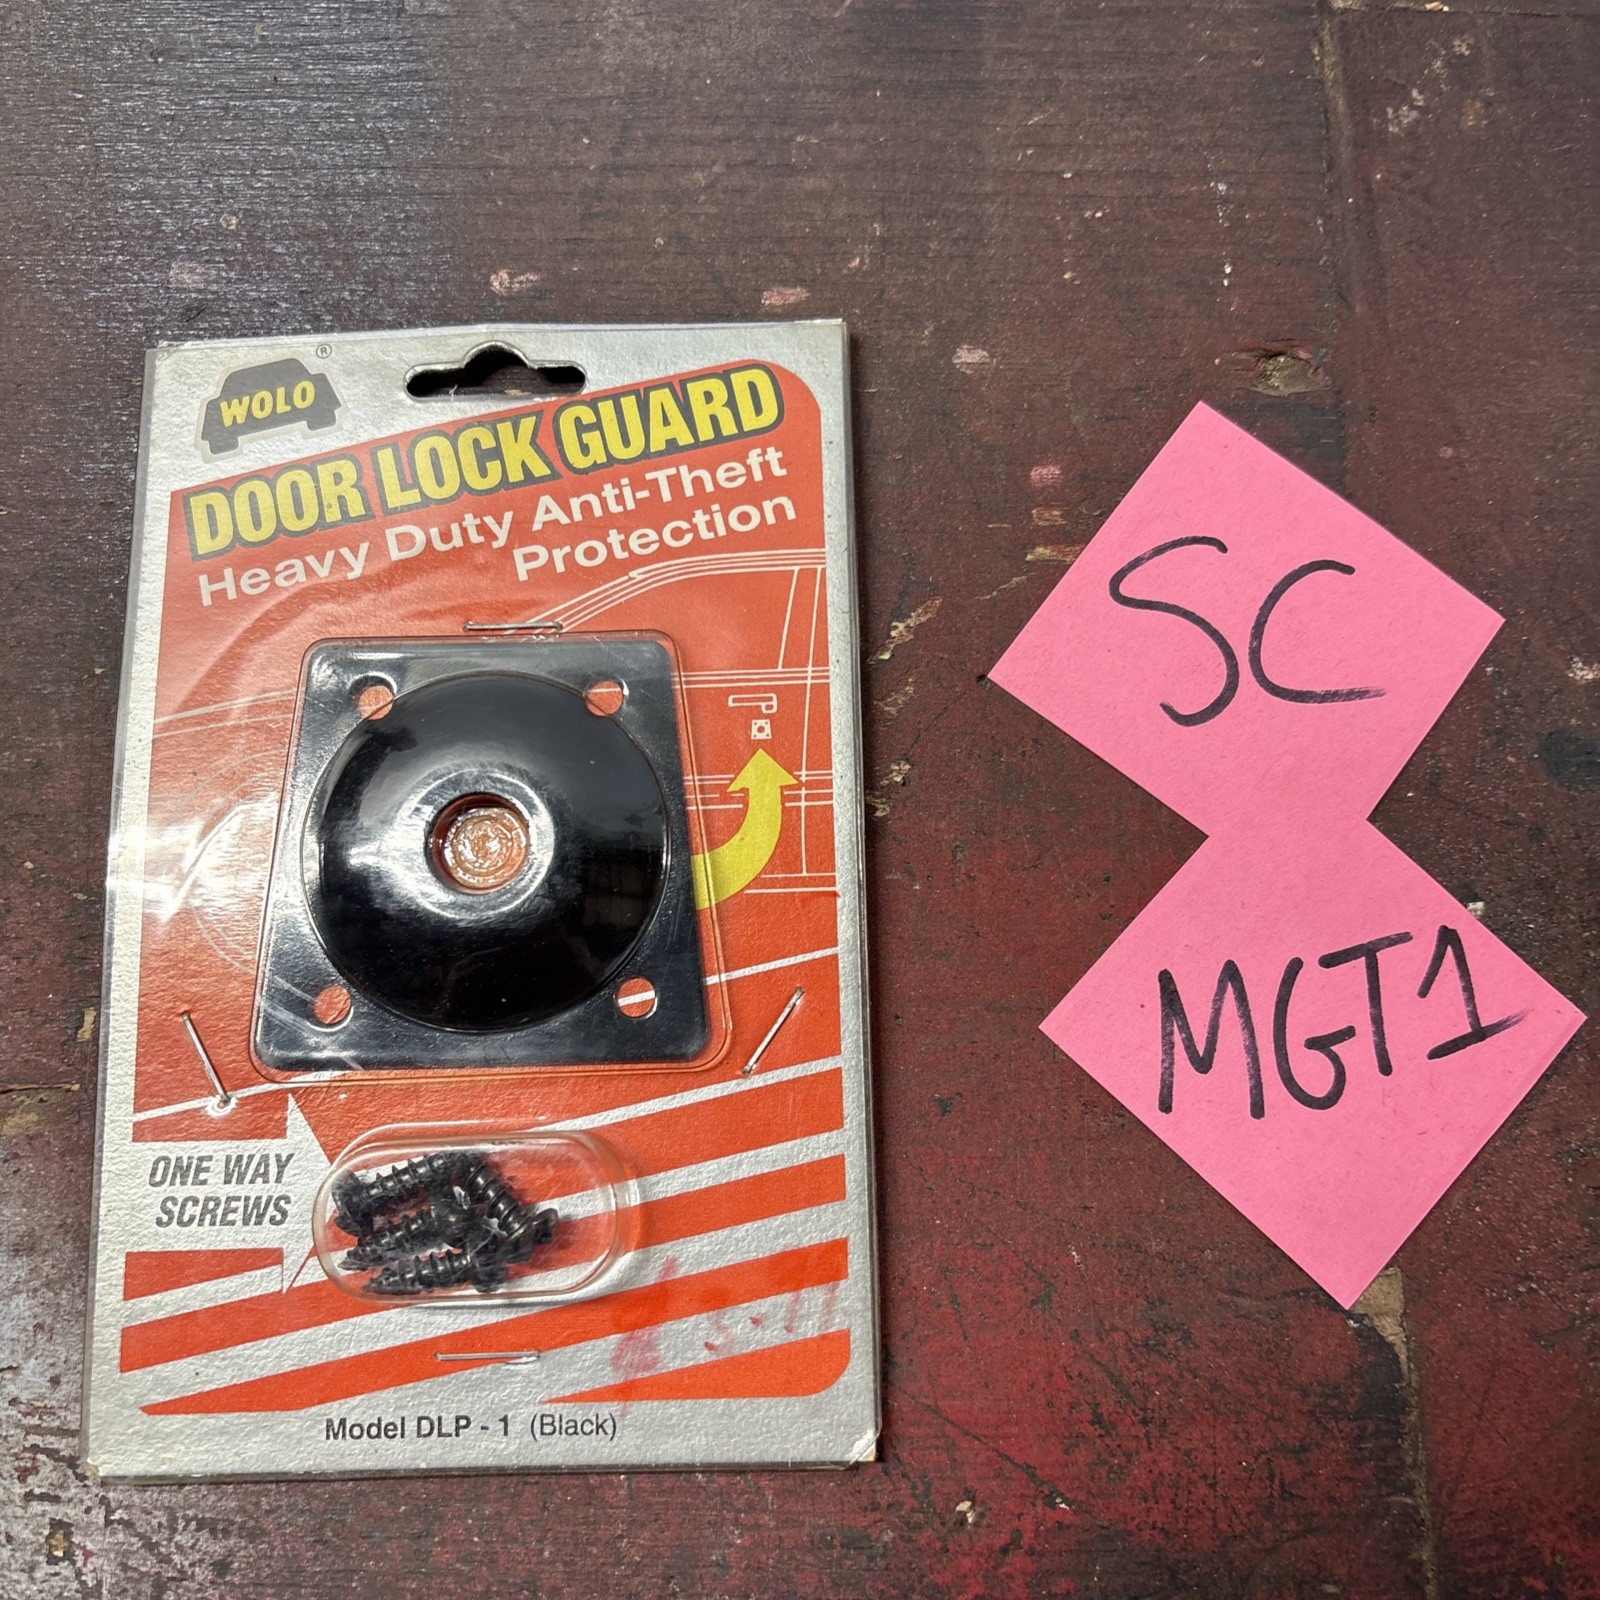 WOLO ®
DOOR LOCK GUARD
Heavy Duty Anti-Theft
Protection
ONE WAY
SCREWS
Model DLP - 1 (Black)
SC
MGT1